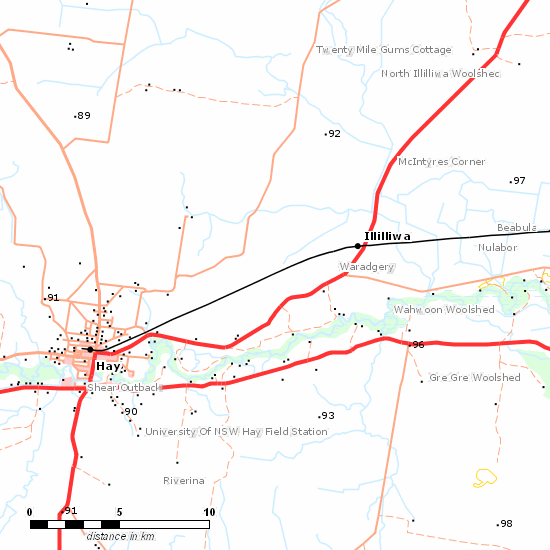 Twenty Mile Gums Cottage
North Illilliwa Woolshec
89
92
McIntyres Corner
97
Beabula
Illilliwa
Nulabor
Waradgery
91
Wahwoon Woolshed
96
Hay
Gre Gre Woolshed
Shear Outback
90
93
University Of NSW Hay Field Station
Riverina
91
0 5 10
distance in km
98